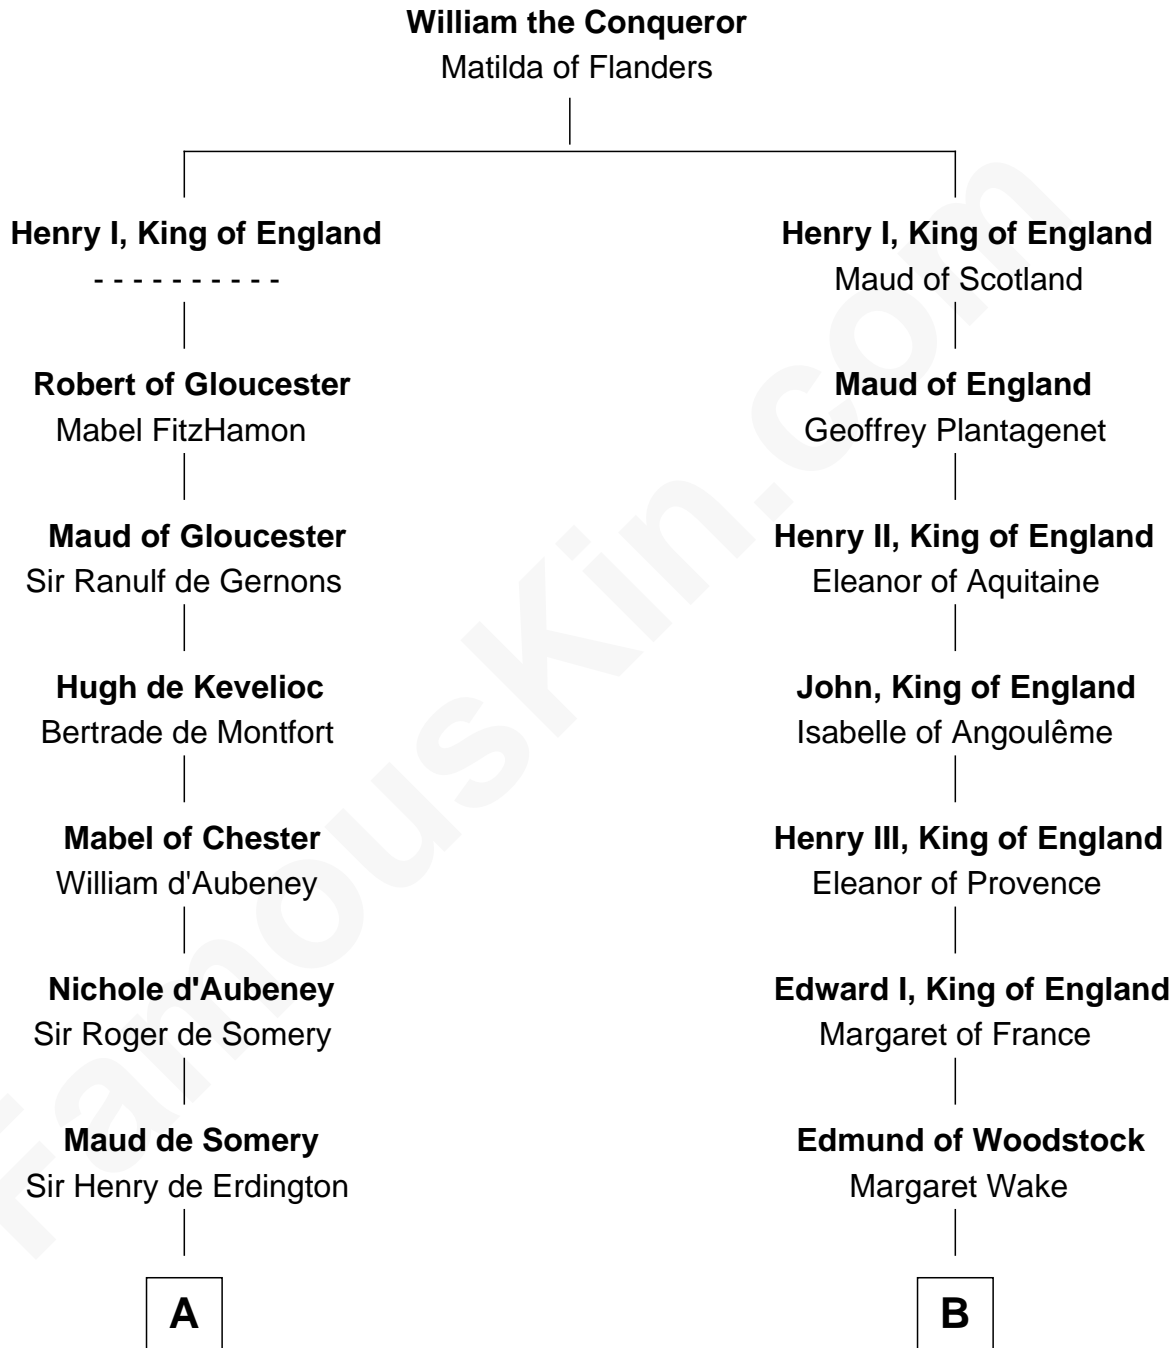 William the Conqueror
Matilda of Flanders
Henry I, King of England
- - - - - - - - - -
Robert of Gloucester
Mabel FitzHamon
Maud of Gloucester
Sir Ranulf de Gernons
Hugh de Kevelioc
Bertrade de Montfort
Mabel of Chester
William d'Aubeney
Nichole d'Aubeney
Sir Roger de Somery
Maud de Somery
Sir Henry de Erdington
A
Henry I, King of England
Maud of Scotland
Maud of England
Geoffrey Plantagenet
Henry II, King of England
Eleanor of Aquitaine
John, King of England
Isabelle of Angoulême
Henry III, King of England
Eleanor of Provence
Edward I, King of England
Margaret of France
Edmund of Woodstock
Margaret Wake
B
FamousKin.com